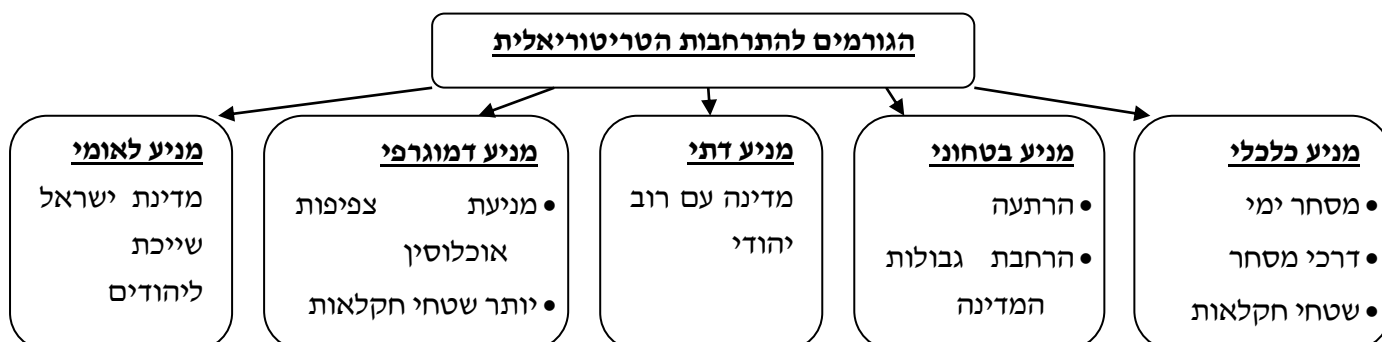 הגורמים להתרחבות הטריטוריאלית
מניע כלכלי
• מסחר ימי
• דרכי מסחר
• שטחי חקלאות
מניע בטחוני
• הרתעה
• הרחבת גבולות
המדינה
מניע דתי
מדינה עם רוב
יהודי
מניע דמוגרפי
• מניעת צפיפות
אוכלוסין
• יותר שטחי חקלאות
מניע לאומי
מדינת ישראל
שייכת
ליהודים